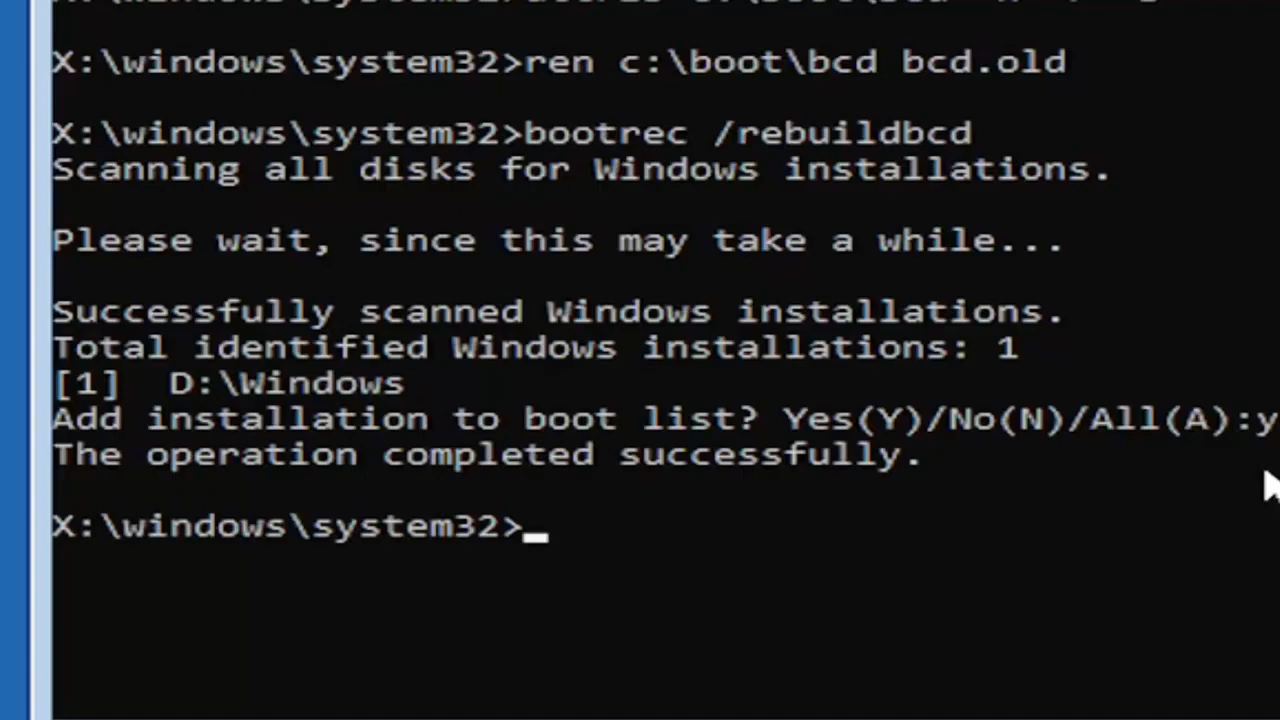 X:\windows\system32>ren c:\boot\bcd bcd.old
X:\windows\system32>bootrec /rebuildbcd
Scanning all disks for Windows installations.
Please wait, since this may take a while...
Successfully scanned Windows installations.
Total identified Windows installations: 1
[1]  D:\Windows
Add installation to boot list? Yes(Y)/No(N)/All(A):y
The operation completed successfully.
X:\windows\system32>